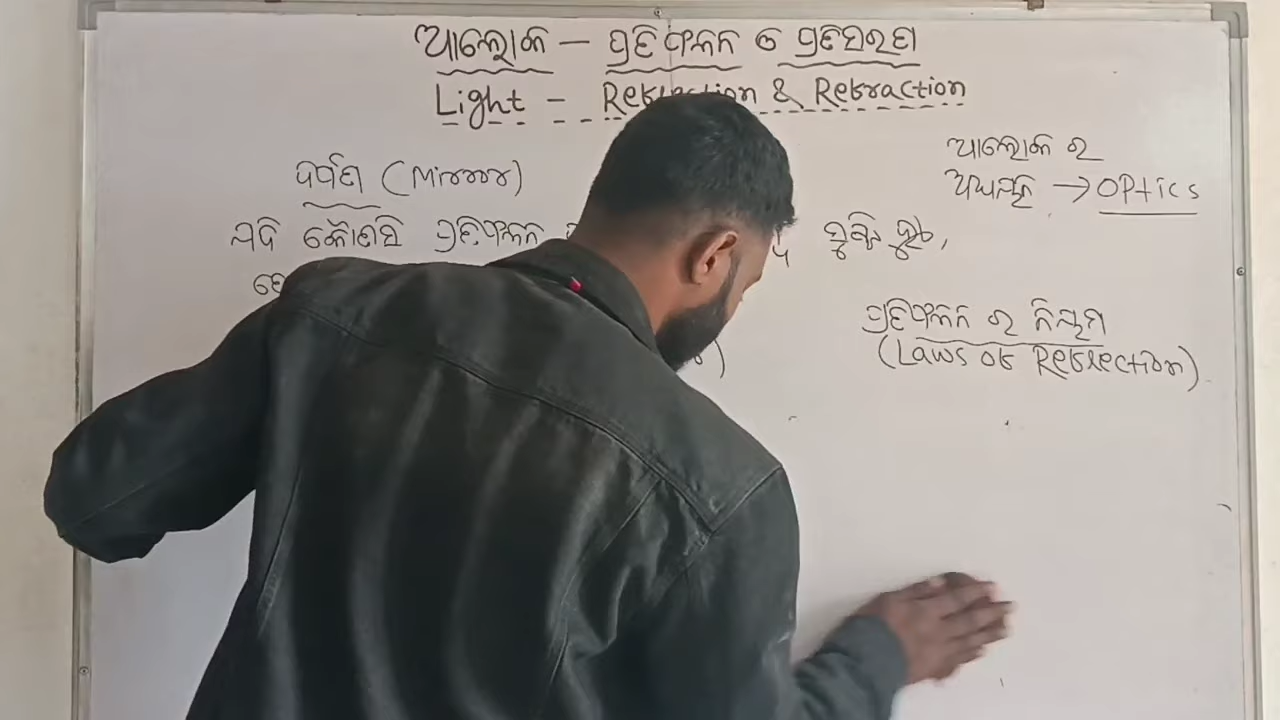 ଆଲୋକ — ପ୍ରତିଫଳନ ଓ ପ୍ରତିସରଣ
Light - Reflection & Refraction
ଦର୍ପଣ (Mirror)
ଯଦି କୌଣସି ପ୍ରତିଫଳନ
ଆଲୋକ ର
ଅଧ୍ୟୟନ → Optics
ପ୍ରତିଫଳନ ର ନିୟମ
(Laws of Reflection)